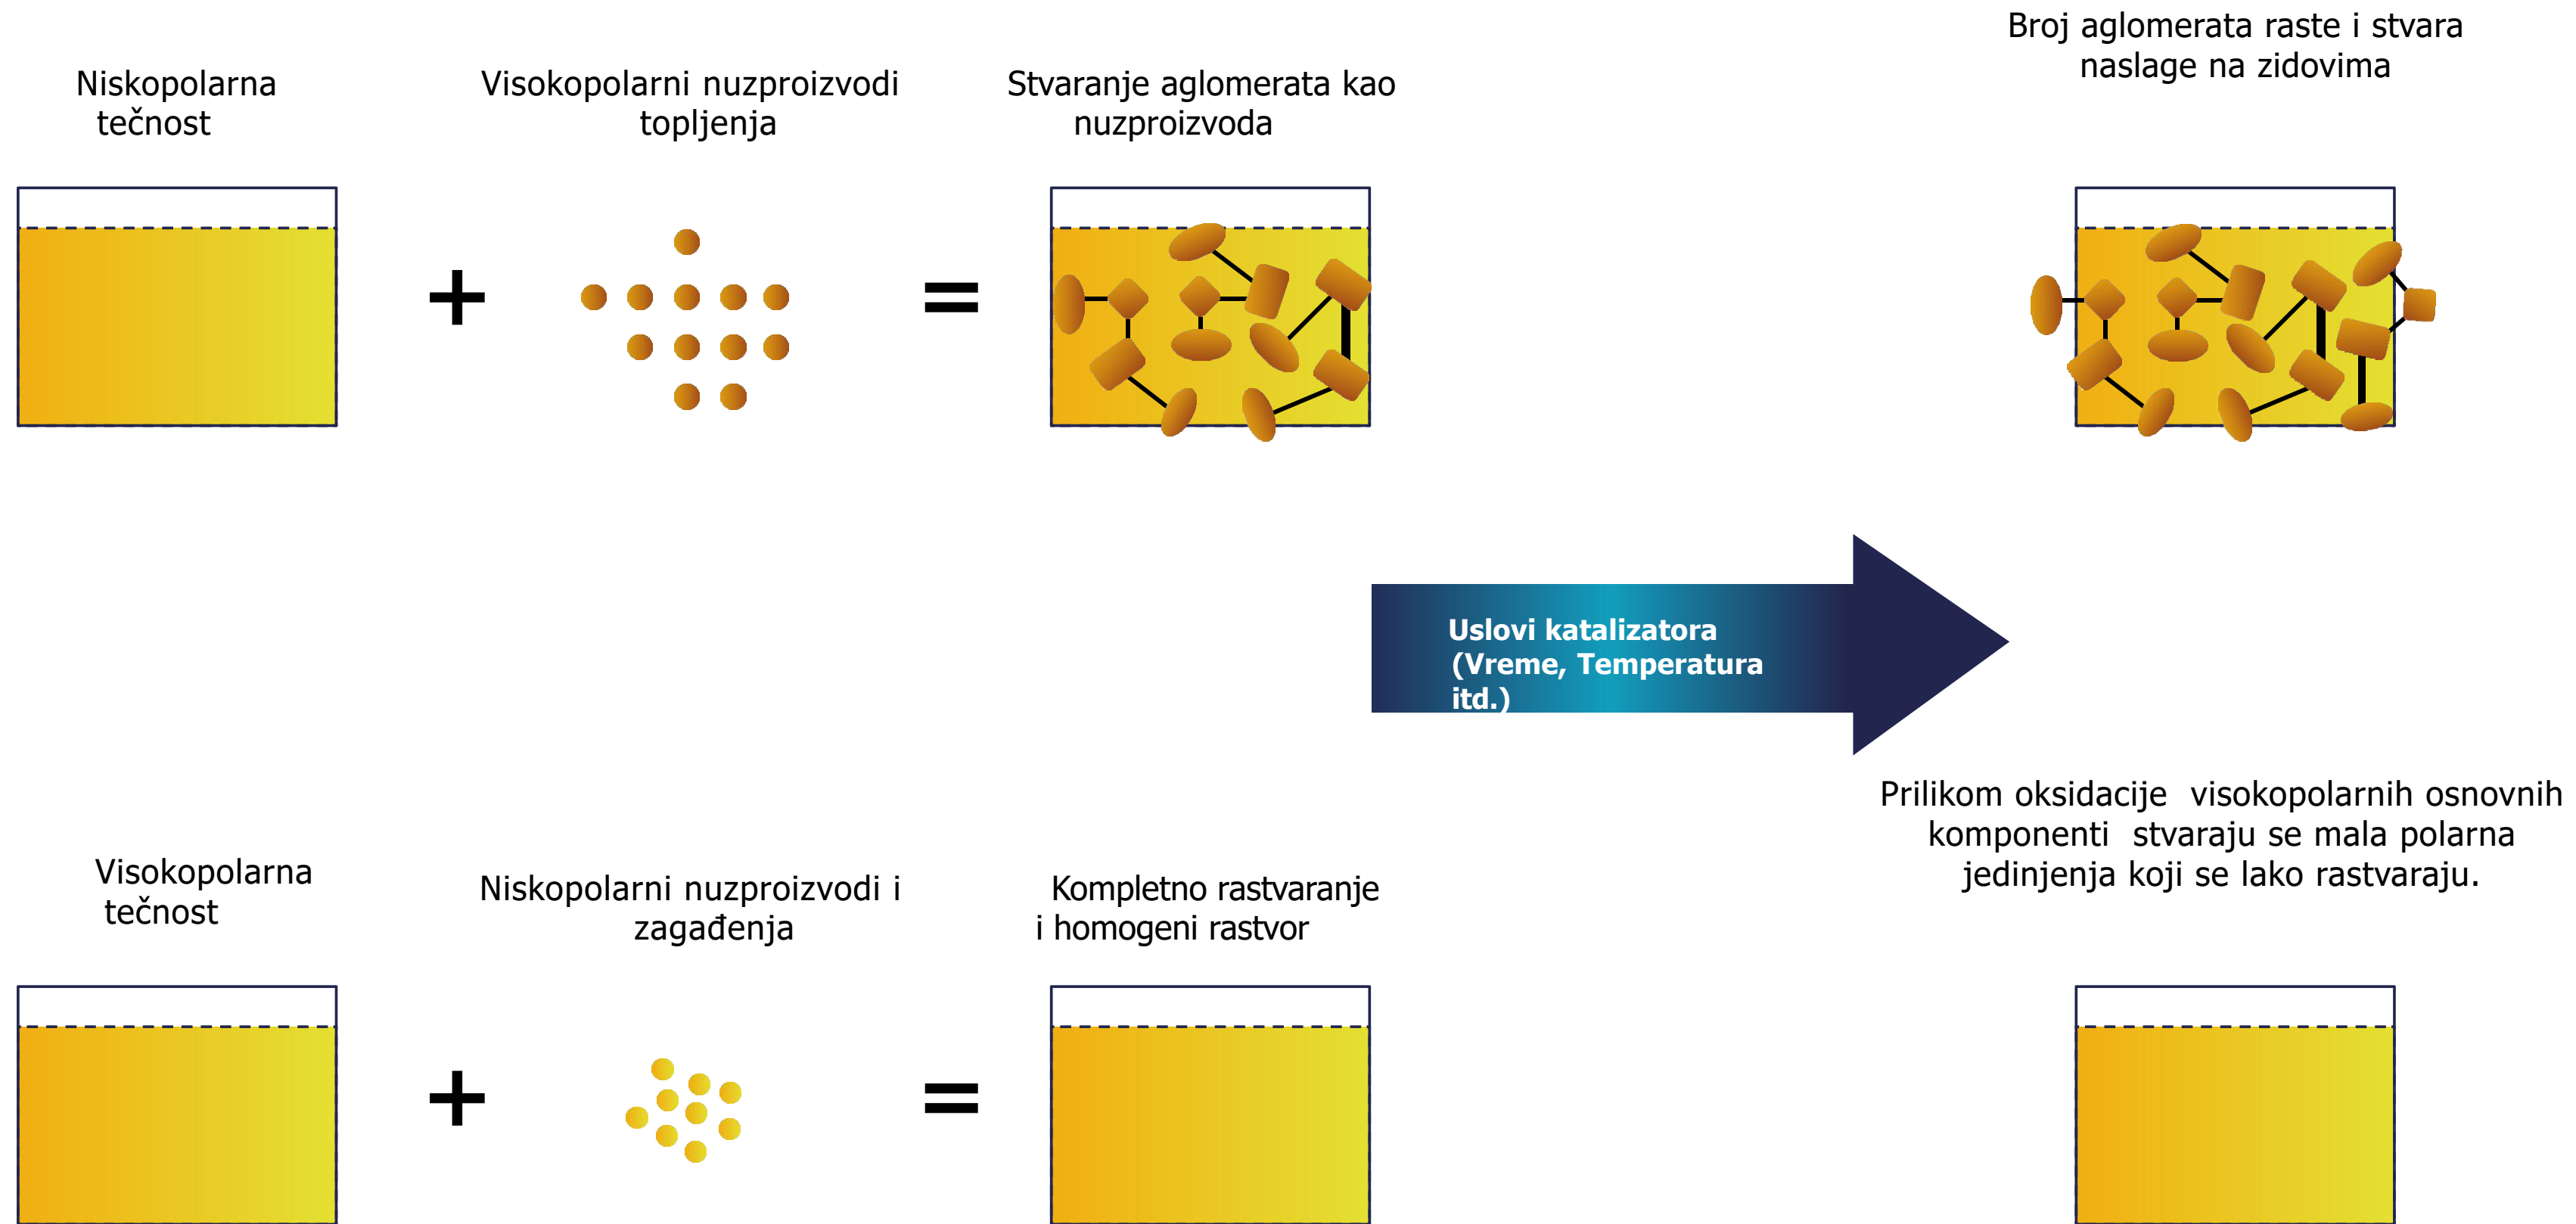 Niskopolarna
tečnost
Visokopolarni nuzproizvodi
topljenja
Stvaranje aglomerata kao
nuzproizvoda
Broj aglomerata raste i stvara
naslage na zidovima
+
=
Uslovi katalizatora
(Vreme, Temperatura
itd.)
Visokopolarna
tečnost
Niskopolarni nuzproizvodi i
zagađenja
Kompletno rastvaranje
i homogeni rastvor
Prilikom oksidacije visokopolarnih osnovnih
komponenti stvaraju se mala polarna
jedinjenja koji se lako rastvaraju.
+
=